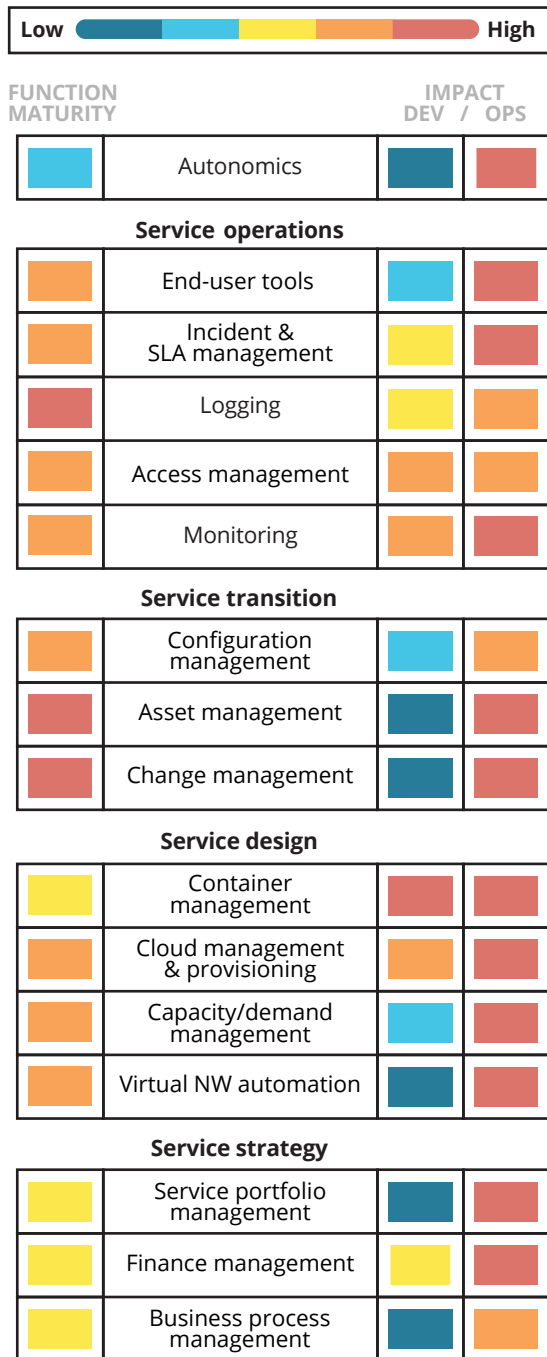 Low High
FUNCTION IMPACT
MATURITY DEV / OPS
Autonomics
Service operations
End-user tools
Incident &
SLA management
Logging
Access management
Monitoring
Service transition
Configuration
management
Asset management
Change management
Service design
Container
management
Cloud management
& provisioning
Capacity/demand
management
Virtual NW automation
Service strategy
Service portfolio
management
Finance management
Business process
management